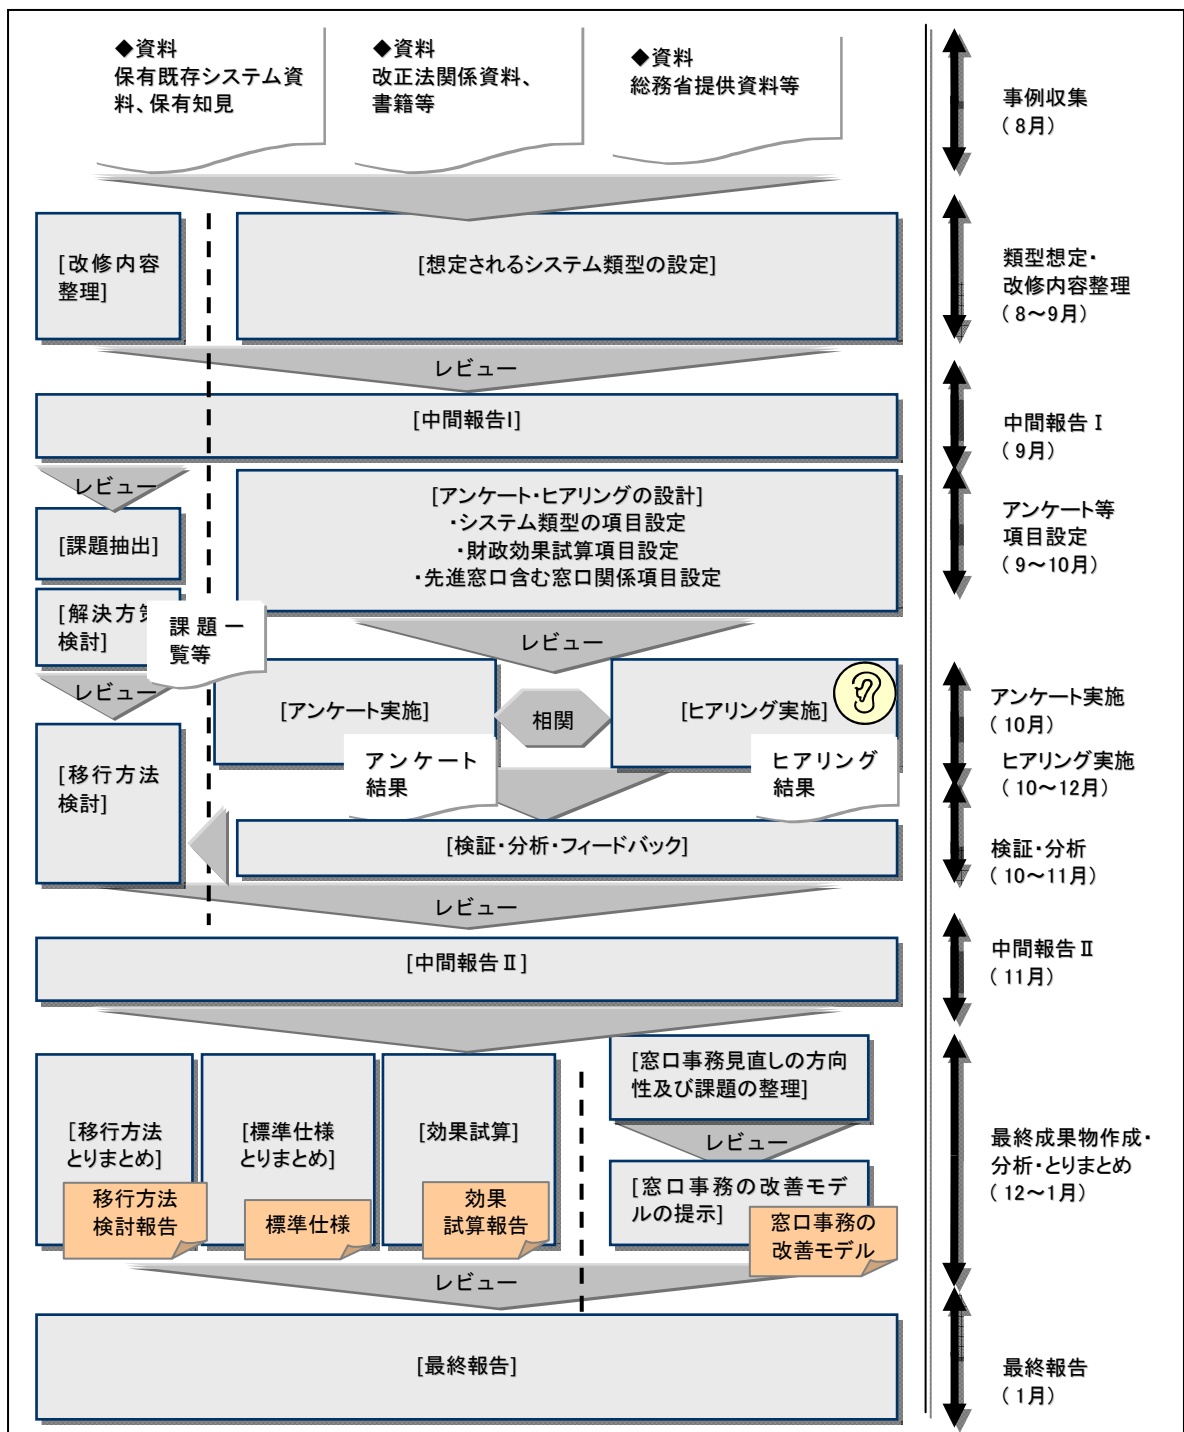 ◆資料
保有既存システム資
料、保有知見
◆資料
改正法関係資料、
書籍等
◆資料
総務省提供資料等
事例収集
(8月)
[改修内容
整理]
[想定されるシステム類型の設定]
類型想定・
改修内容整理
(8~9月)
レビュー
[中間報告Ⅰ]
中間報告Ⅰ
(9月)
レビュー
[アンケート・ヒアリングの設計]
・システム類型の項目設定
・財政効果試算項目設定
・先進窓口含む窓口関係項目設定
アンケート等
項目設定
(9~10月)
[課題抽出]
[解決方策
検討]
課題一
覧等
レビュー
レビュー
[アンケート実施]
相関
[ヒアリング実施]
アンケート実施
(10月)
ヒアリング実施
(10~12月)
アンケート
結果
ヒアリング
結果
[移行方法
検討]
[検証・分析・フィードバック]
検証・分析
(10~11月)
レビュー
[中間報告Ⅱ]
中間報告Ⅱ
(11月)
[移行方法
とりまとめ]
移行方法
検討報告
[標準仕様
とりまとめ]
標準仕様
[効果試算]
効果
試算報告
[窓口事務見直しの方向
性及び課題の整理]
レビュー
[窓口事務の改善モデ
ルの提示]
窓口事務の
改善モデル
最終成果物作成・
分析・とりまとめ
(12~1月)
レビュー
[最終報告]
最終報告
(1月)